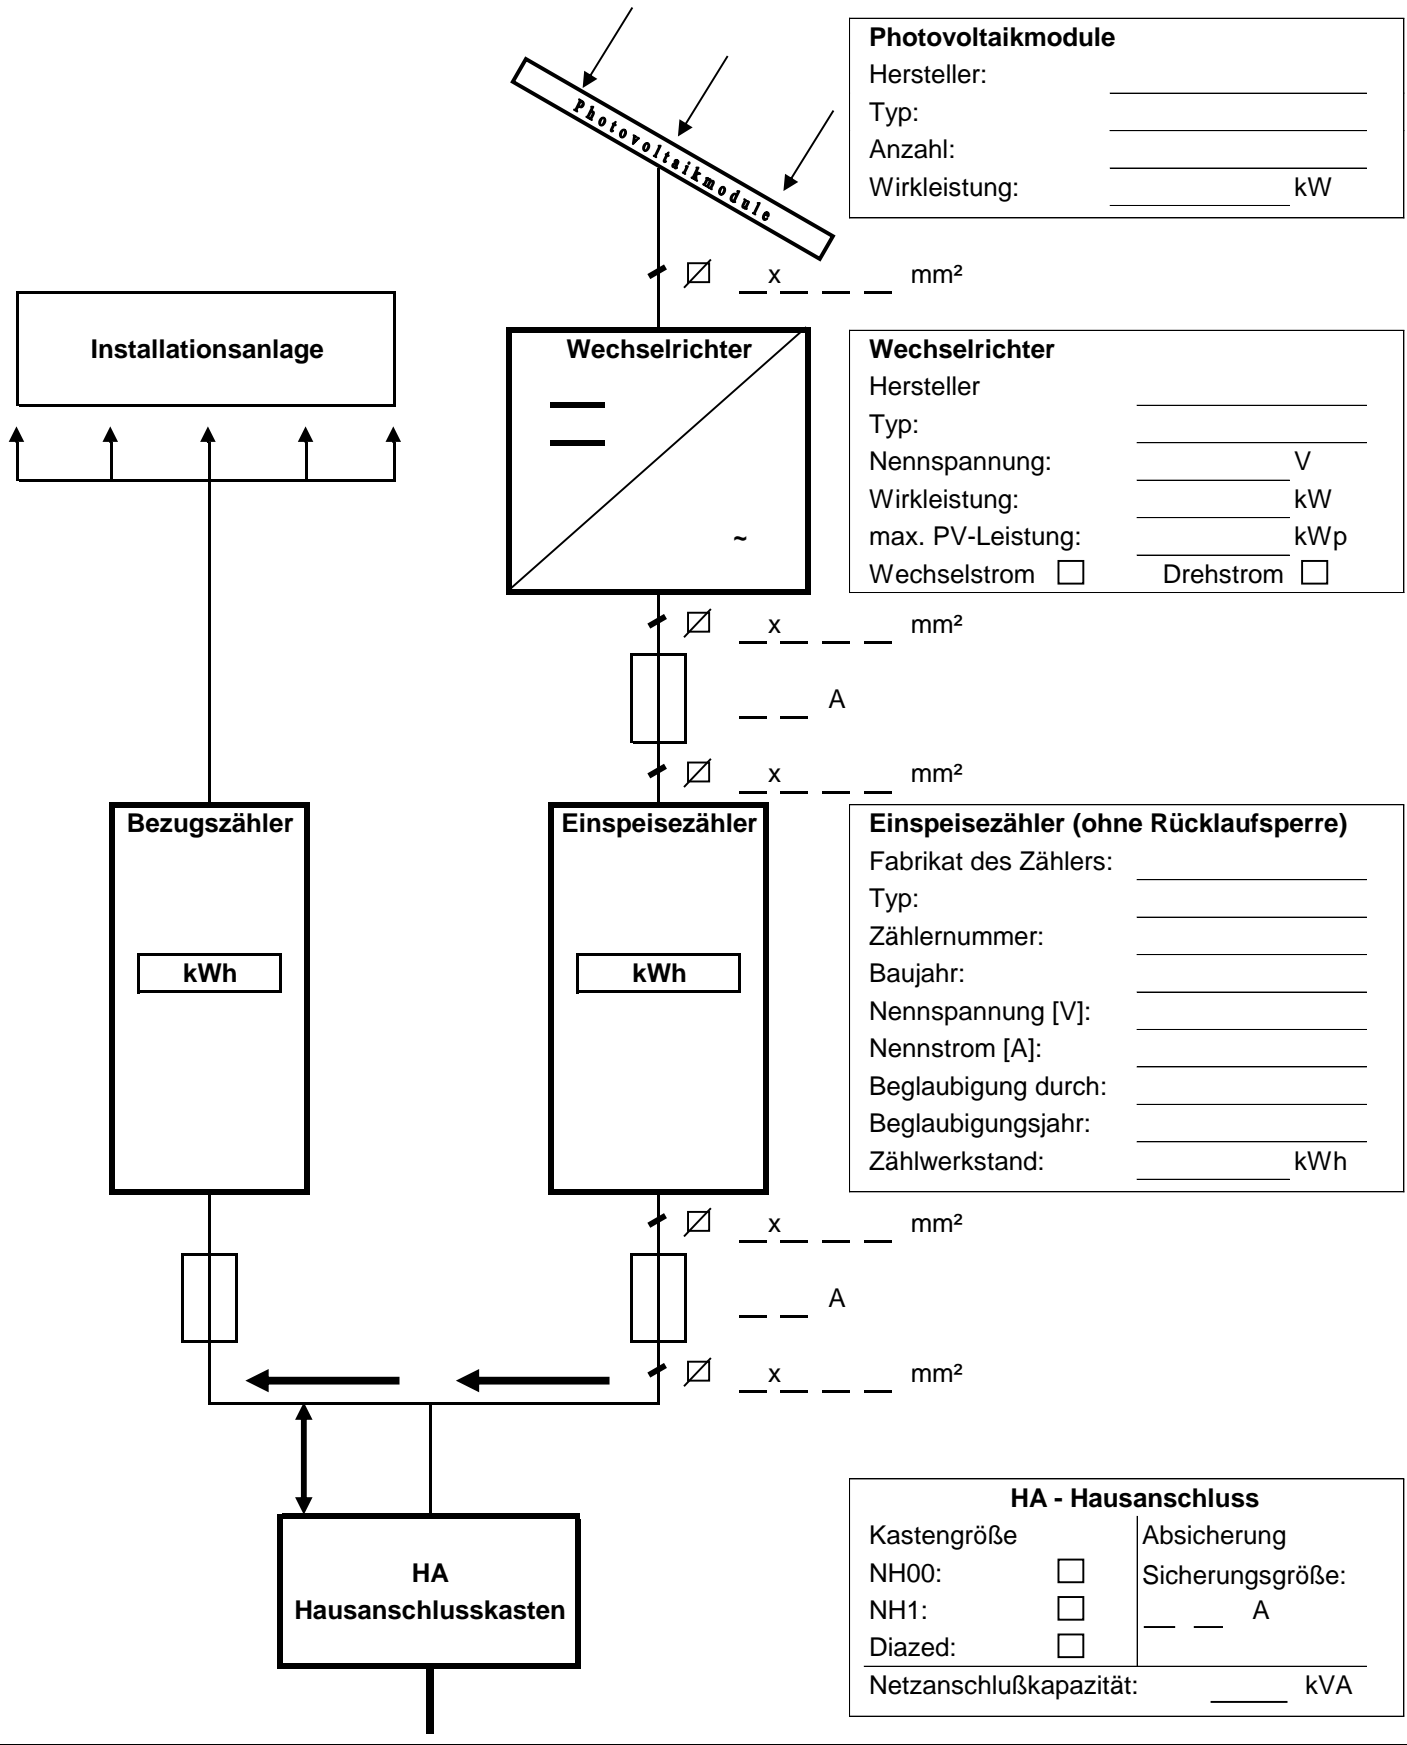 Photovoltaikmodule
Hersteller:
Typ:
Anzahl:
Wirkleistung: kW
Photovoltaikmodule
x mm²
Installationsanlage
Wechselrichter
~
Wechselrichter
Hersteller
Typ:
Nennspannung: V
Wirkleistung: kW
max. PV-Leistung: kWp
Wechselstrom Drehstrom
x mm²
A
x mm²
Bezugszähler
kWh
Einspeisezähler
kWh
Einspeisezähler (ohne Rücklaufsperre)
Fabrikat des Zählers:
Typ:
Zählernummer:
Baujahr:
Nennspannung [V]:
Nennstrom [A]:
Beglaubigung durch:
Beglaubigungsjahr:
Zählwerkstand: kWh
x mm²
A
x mm²
HA
Hausanschlusskasten
HA - Hausanschluss
Kastengröße
NH00:
NH1:
Diazed:
Absicherung
Sicherungsgröße:
A
Netzanschlußkapazität: kVA